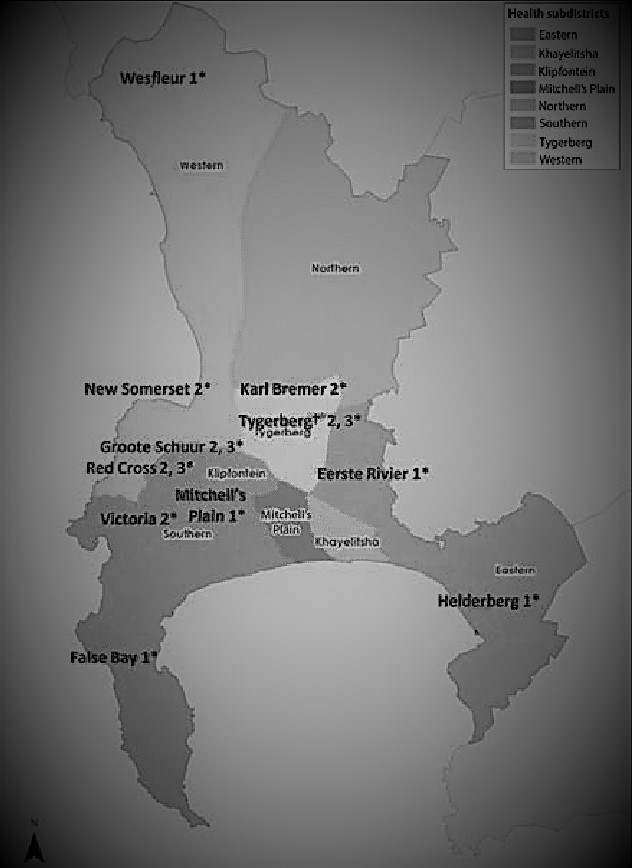 Health subdistricts
Eastern
Khayelitsha
Klipfontein
Mitchell's Plain
Northern
Southern
Tygerberg
Western
Wesfleur 1*
Western
Northern
New Somerset 2*
Karl Bremer 2*
Tygerberg†* 2, 3*
Tygerberg
Groote Schuur 2, 3*
Red Cross 2, 3*
Klipfontein
Eerste Rivier 1*
Mitchell's
Plain 1*
Victoria 2*
Southern
Mitchell's
Plain
Khayelitsha
Eastern
Helderberg 1*
False Bay 1*
N